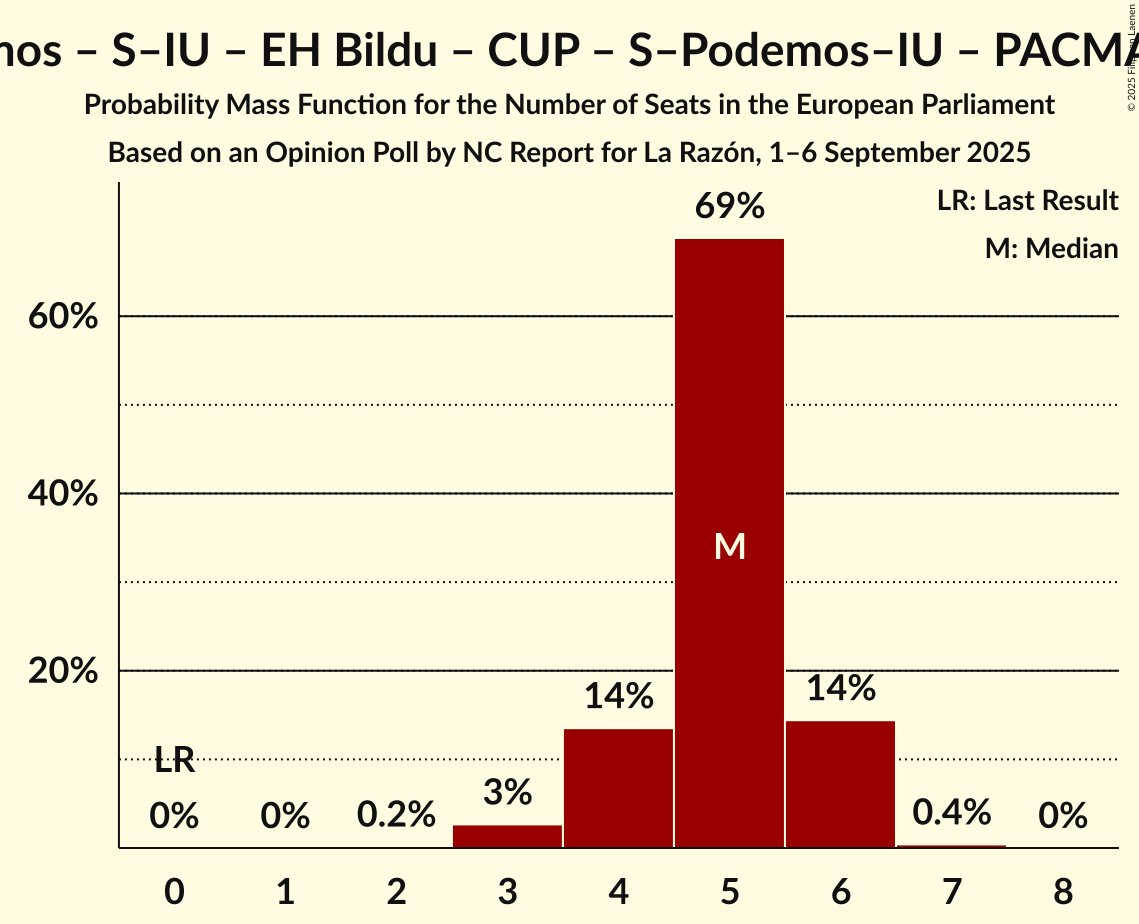 – S–IU – EH Bildu – CUP – S–Podemos–IU –
© 2025 Filip Laenen
Probability Mass Function for the Number of Seats in the European Parliament
Based on an Opinion Poll by NC Report for La Razón, 1–6 September 2025
LR: Last Result
M: Median
69%
60%
40%
M
20%
14%
14%
LR
3%
0%
0%
0.2%
0.4%
0%
0 1 2 3 4 5 6 7 8